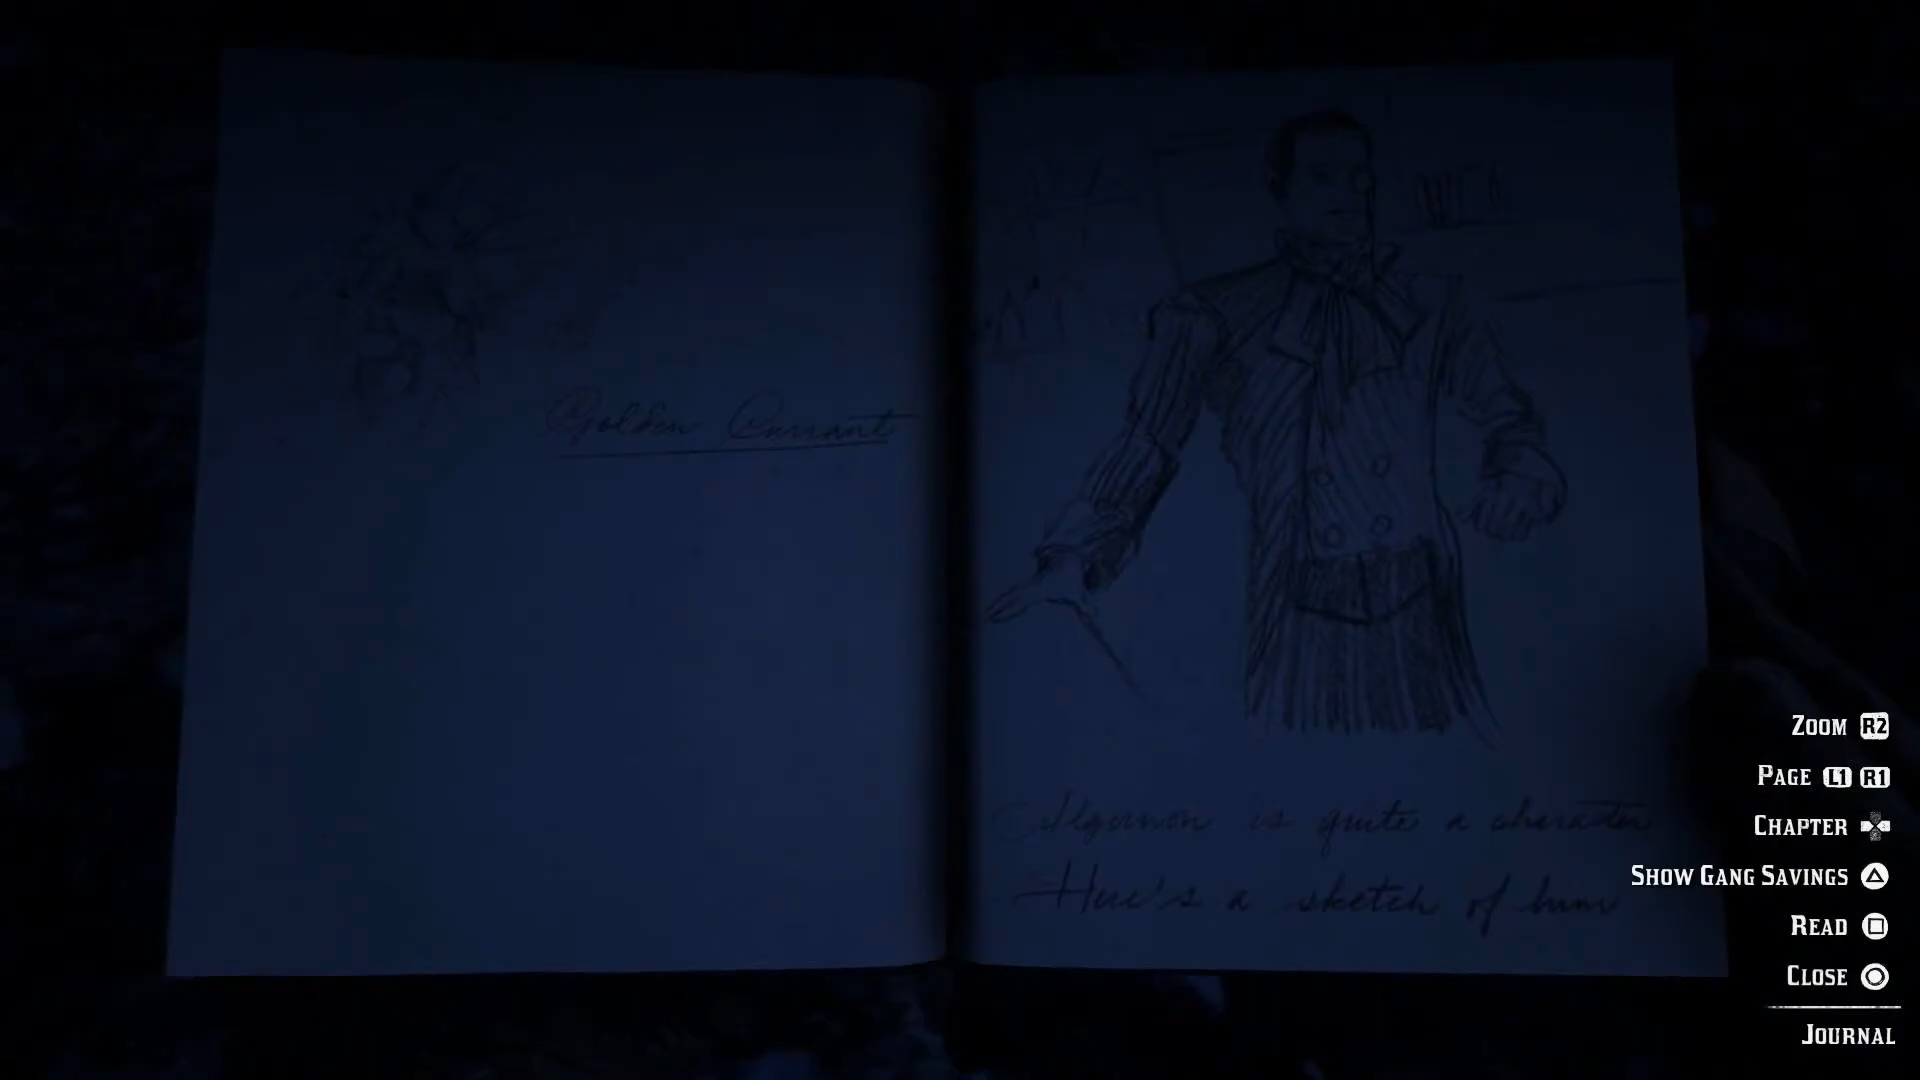 Golden Currant
Algernon is quite a character
Here's a sketch of him
Zoom R2
Page L1 R1
Chapter
Show Gang Savings
Read
Close
Journal